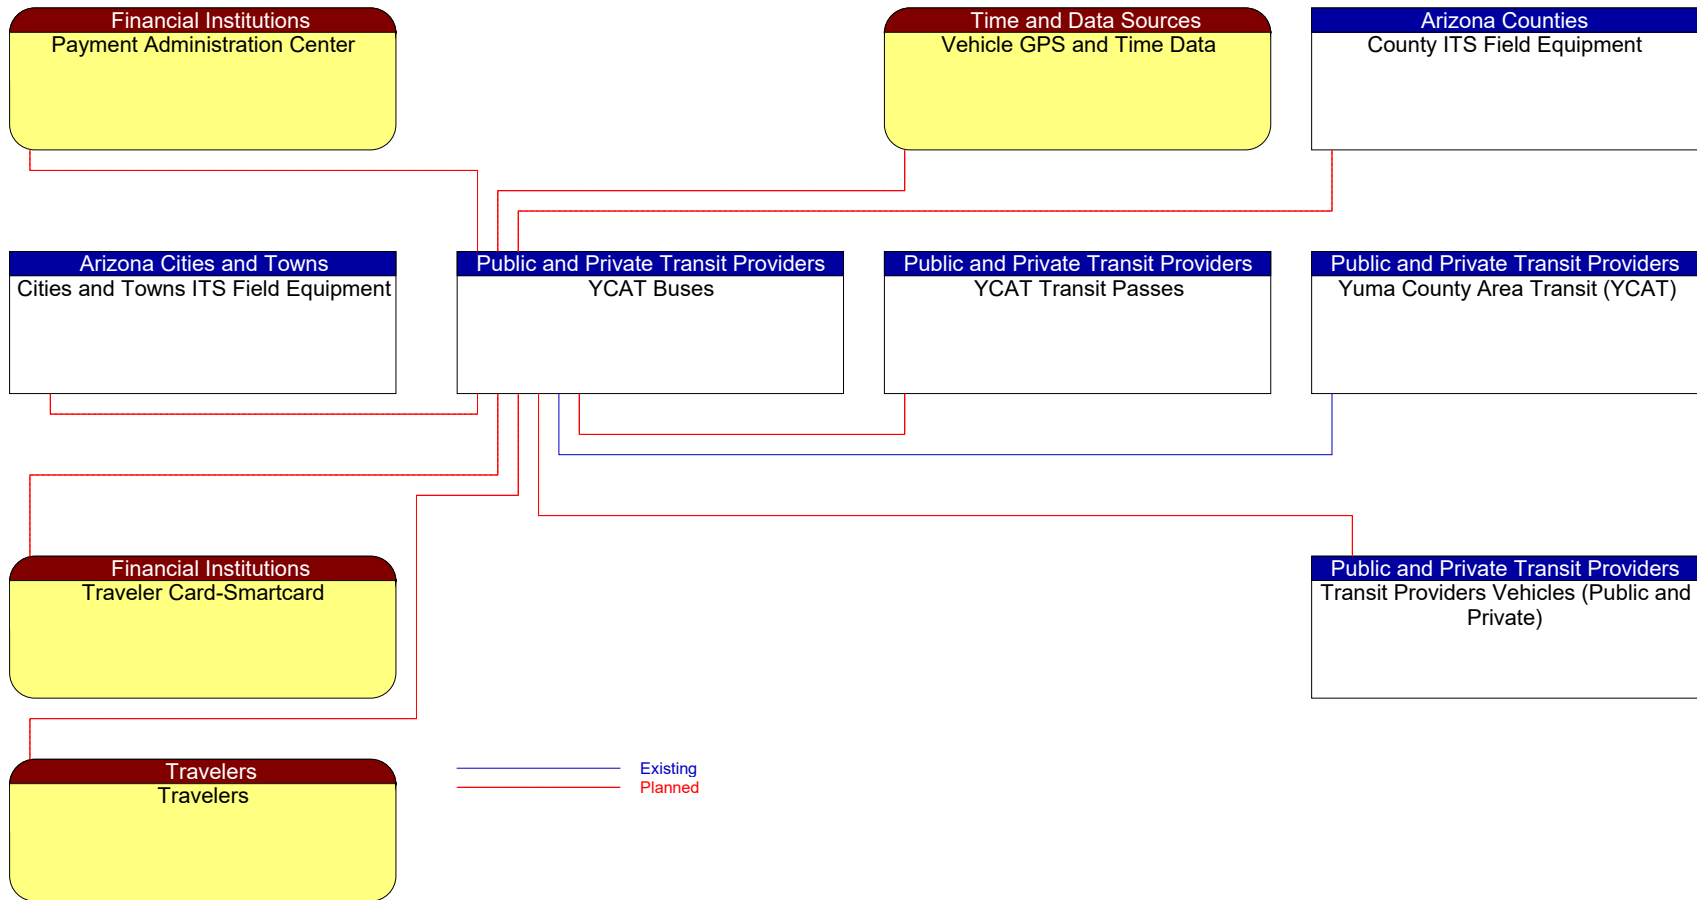 Financial Institutions
Payment Administration Center
Time and Data Sources
Vehicle GPS and Time Data
Arizona Counties
County ITS Field Equipment
Arizona Cities and Towns
Cities and Towns ITS Field Equipment
Public and Private Transit Providers
YCAT Buses
Public and Private Transit Providers
YCAT Transit Passes
Public and Private Transit Providers
Yuma County Area Transit (YCAT)
Financial Institutions
Traveler Card-Smartcard
Public and Private Transit Providers
Transit Providers Vehicles (Public and
Private)
Travelers
Travelers
Existing
Planned